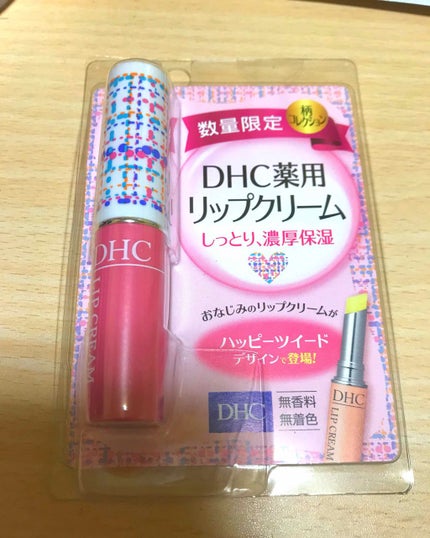 数量限定
柄
コレクション
DHC薬用
リップクリーム
しっとり、濃厚保湿
おなじみのリップクリームが
ハッピーツイード
デザインで登場!
DHC
無香料
無着色
DHC
LIP CREAM
DHC
LIP CREAM